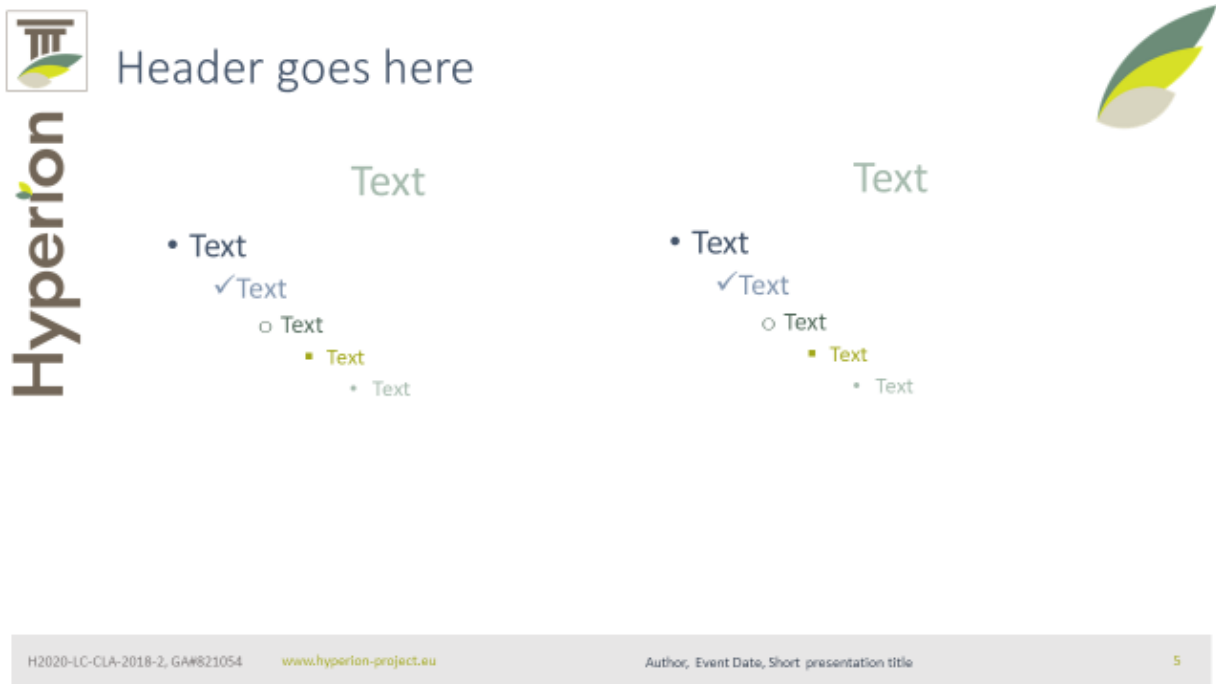 Header goes here
Hyperion
Text
• Text
✓Text
o Text
▪ Text
• Text
Text
• Text
✓Text
o Text
▪ Text
• Text
H2020-LC-CLA-2018-2, GA#821054 www.hyperion-project.eu Author, Event Date, Short presentation title 5